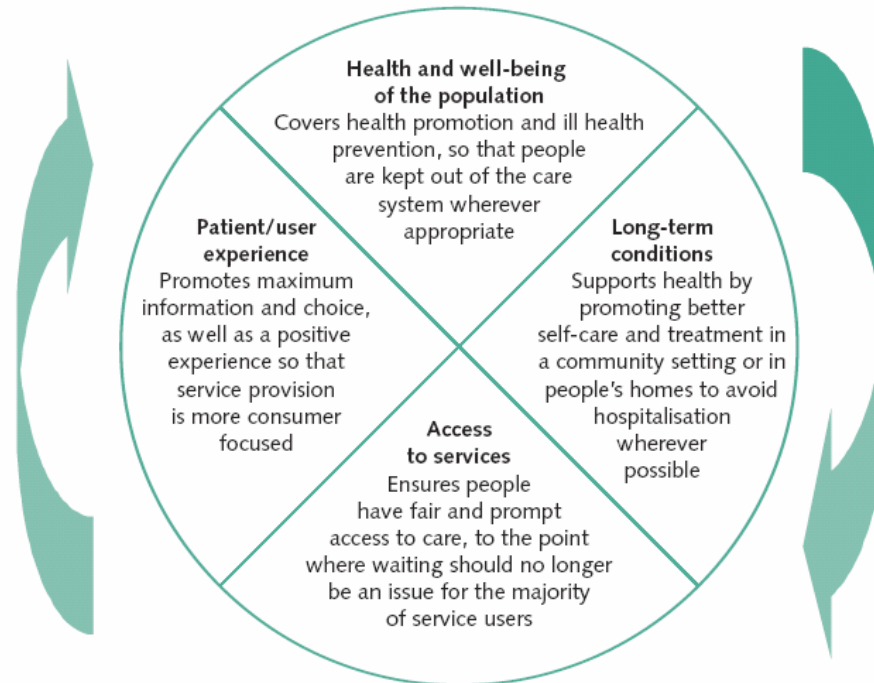 Health and well-being
of the population
Covers health promotion and ill health
prevention, so that people
are kept out of the care
system wherever
appropriate
Patient/user
experience
Promotes maximum
information and choice,
as well as a positive
experience so that
service provision
is more consumer
focused
Long-term
conditions
Supports health by
promoting better
self-care and treatment in
a community setting or in
people's homes to avoid
hospitalisation
wherever
possible
Access
to services
Ensures people
have fair and prompt
access to care, to the point
where waiting should no longer
be an issue for the majority
of service users